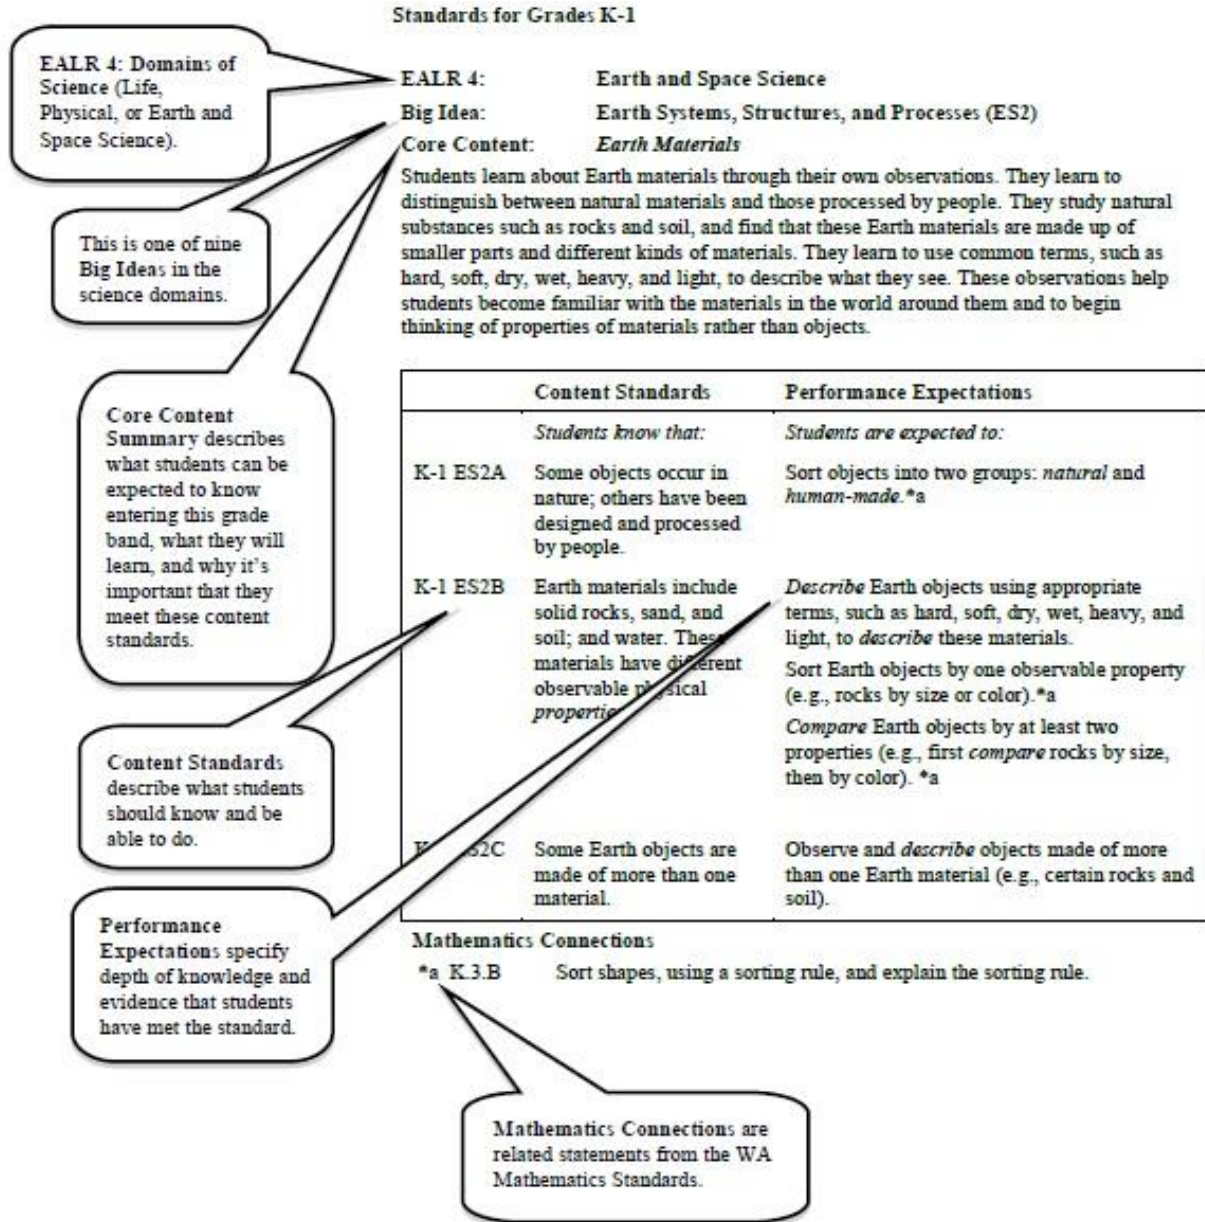 Standards for Grades K-1
EALR 4: Domains of
Science (Life,
Physical, or Earth and
Space Science).
EALR 4: Earth and Space Science
Big Idea: Earth Systems, Structures, and Processes (ES2)
Core Content: Earth Materials
Students learn about Earth materials through their own observations. They learn to
distinguish between natural materials and those processed by people. They study natural
substances such as rocks and soil, and find that these Earth materials are made up of
smaller parts and different kinds of materials. They learn to use common terms, such as
hard, soft, dry, wet, heavy, and light, to describe what they see. These observations help
students become familiar with the materials in the world around them and to begin
thinking of properties of materials rather than objects.
This is one of nine
Big Ideas in the
science domains.
Core Content
Summary describes
what students can be
expected to know
entering this grade
band, what they will
learn, and why it's
important that they
meet these content
standards.
Content Standards
describe what students
should know and be
able to do.
Performance
Expectations specify
depth of knowledge and
evidence that students
have met the standard.
Content Standards Performance Expectations
Students know that: Students are expected to:
K-1 ES2A
Some objects occur in
nature; others have been
designed and processed
by people.
Sort objects into two groups: natural and
human-made.*a
K-1 ES2B
Earth materials include
solid rocks, sand, and
soil; and water. These
materials have different
observable physical
Describe Earth objects using appropriate
terms, such as hard, soft, dry, wet, heavy, and
light, to describe these materials.
Sort Earth objects by one observable property
(e.g., rocks by size or color).*a
Compare Earth objects by at least two
properties (e.g., first compare rocks by size,
then by color). *a
Some Earth objects are
made of more than one
material.
Observe and describe objects made of more
than one Earth material (e.g., certain rocks and
soil).
Mathematics Connections
*a K.3.B Sort shapes, using a sorting rule, and explain the sorting rule.
Mathematics Connections are
related statements from the WA
Mathematics Standards.